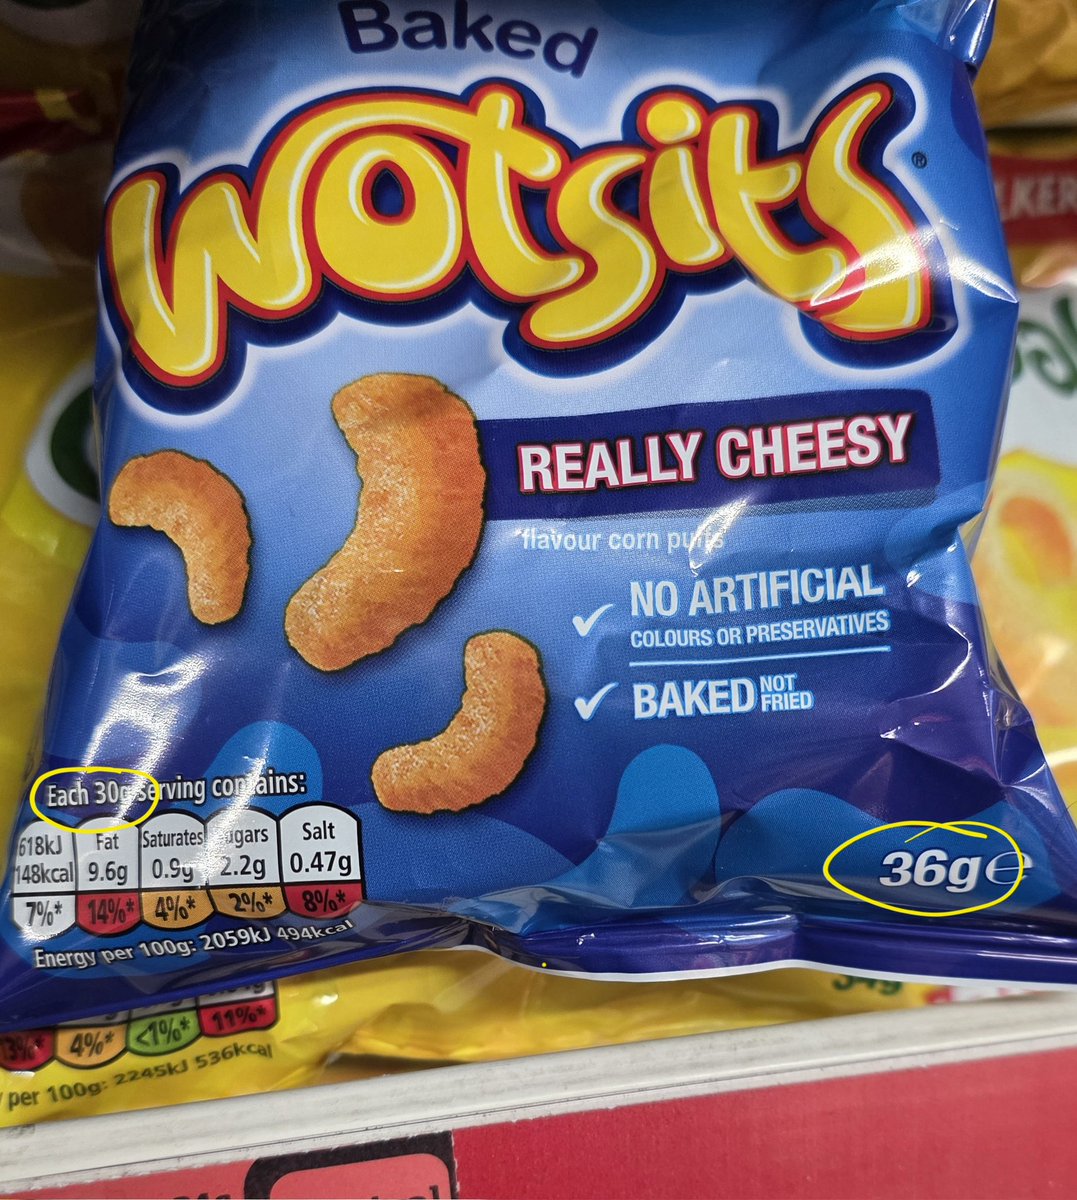 Baked
Wotsits®
LKER
REALLY CHEESY
flavour corn puffs
NO ARTIFICIAL
COLOURS OR PRESERVATIVES
BAKED NOT FRIED
Each 30g serving contains:
618kJ 148kcal 7%*
Fat 9.6g 14%*
Saturates 0.9g 4%*
Sugars 2.2g 2%*
Salt 0.47g 8%*
Energy per 100g: 2059kJ 494kcal
36g e
13%* 4%* <1%* 11%*
per 100g: 2245kJ 536kcal